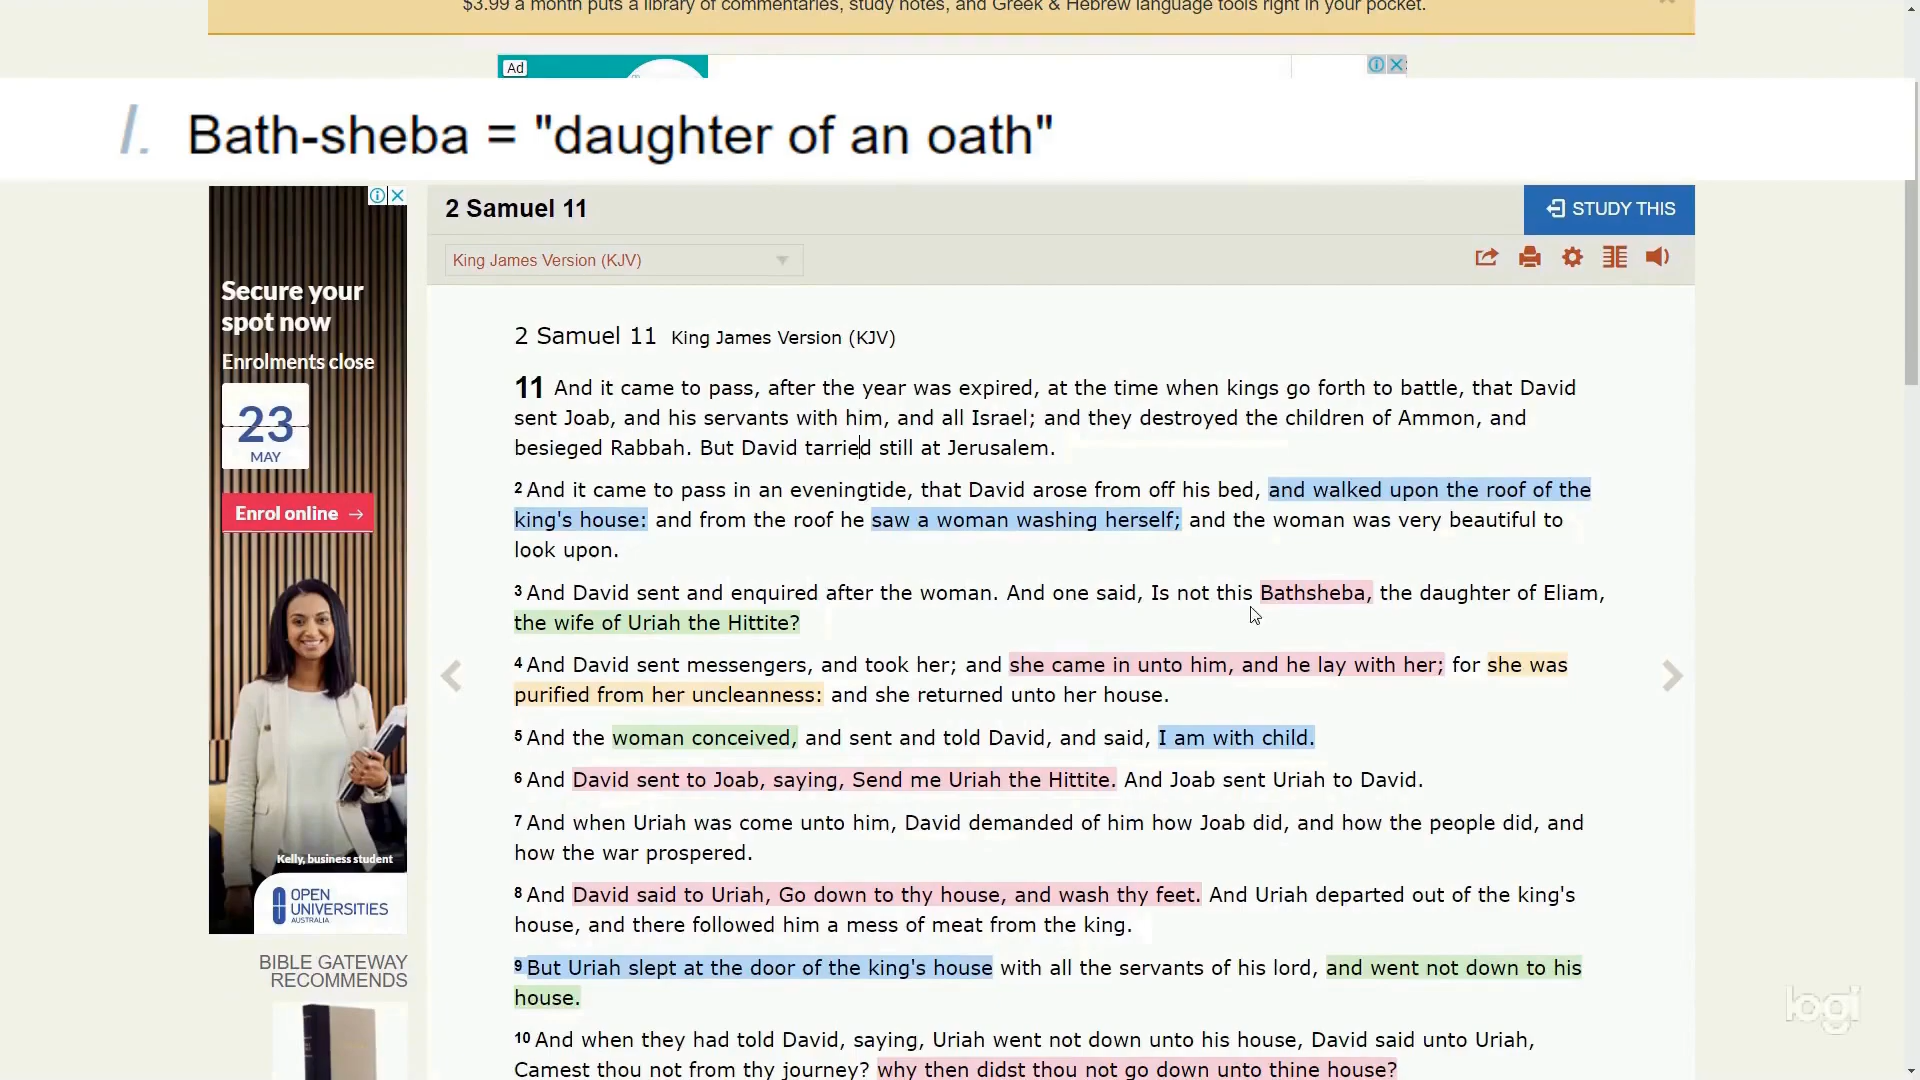 $3.99 a month puts a library of commentaries, study notes, and Greek & Hebrew language tools right in your pocket.
Ad
I. Bath-sheba = "daughter of an oath"
2 Samuel 11
STUDY THIS
King James Version (KJV)
Secure your
spot now
Enrolments close
23
MAY
Enrol online →
Kelly, business student
OPEN
UNIVERSITIES
AUSTRALIA
BIBLE GATEWAY
RECOMMENDS
2 Samuel 11 King James Version (KJV)
11 And it came to pass, after the year was expired, at the time when kings go forth to battle, that David
sent Joab, and his servants with him, and all Israel; and they destroyed the children of Ammon, and
besieged Rabbah. But David tarried still at Jerusalem.
2 And it came to pass in an eveningtide, that David arose from off his bed, and walked upon the roof of the
king's house: and from the roof he saw a woman washing herself; and the woman was very beautiful to
look upon.
3 And David sent and enquired after the woman. And one said, Is not this Bathsheba, the daughter of Eliam,
the wife of Uriah the Hittite?
4 And David sent messengers, and took her; and she came in unto him, and he lay with her; for she was
purified from her uncleanness: and she returned unto her house.
5 And the woman conceived, and sent and told David, and said, I am with child.
6 And David sent to Joab, saying, Send me Uriah the Hittite. And Joab sent Uriah to David.
7 And when Uriah was come unto him, David demanded of him how Joab did, and how the people did, and
how the war prospered.
8 And David said to Uriah, Go down to thy house, and wash thy feet. And Uriah departed out of the king's
house, and there followed him a mess of meat from the king.
9 But Uriah slept at the door of the king's house with all the servants of his lord, and went not down to his
house.
10 And when they had told David, saying, Uriah went not down unto his house, David said unto Uriah,
Camest thou not from thy journey? why then didst thou not go down unto thine house?
logi